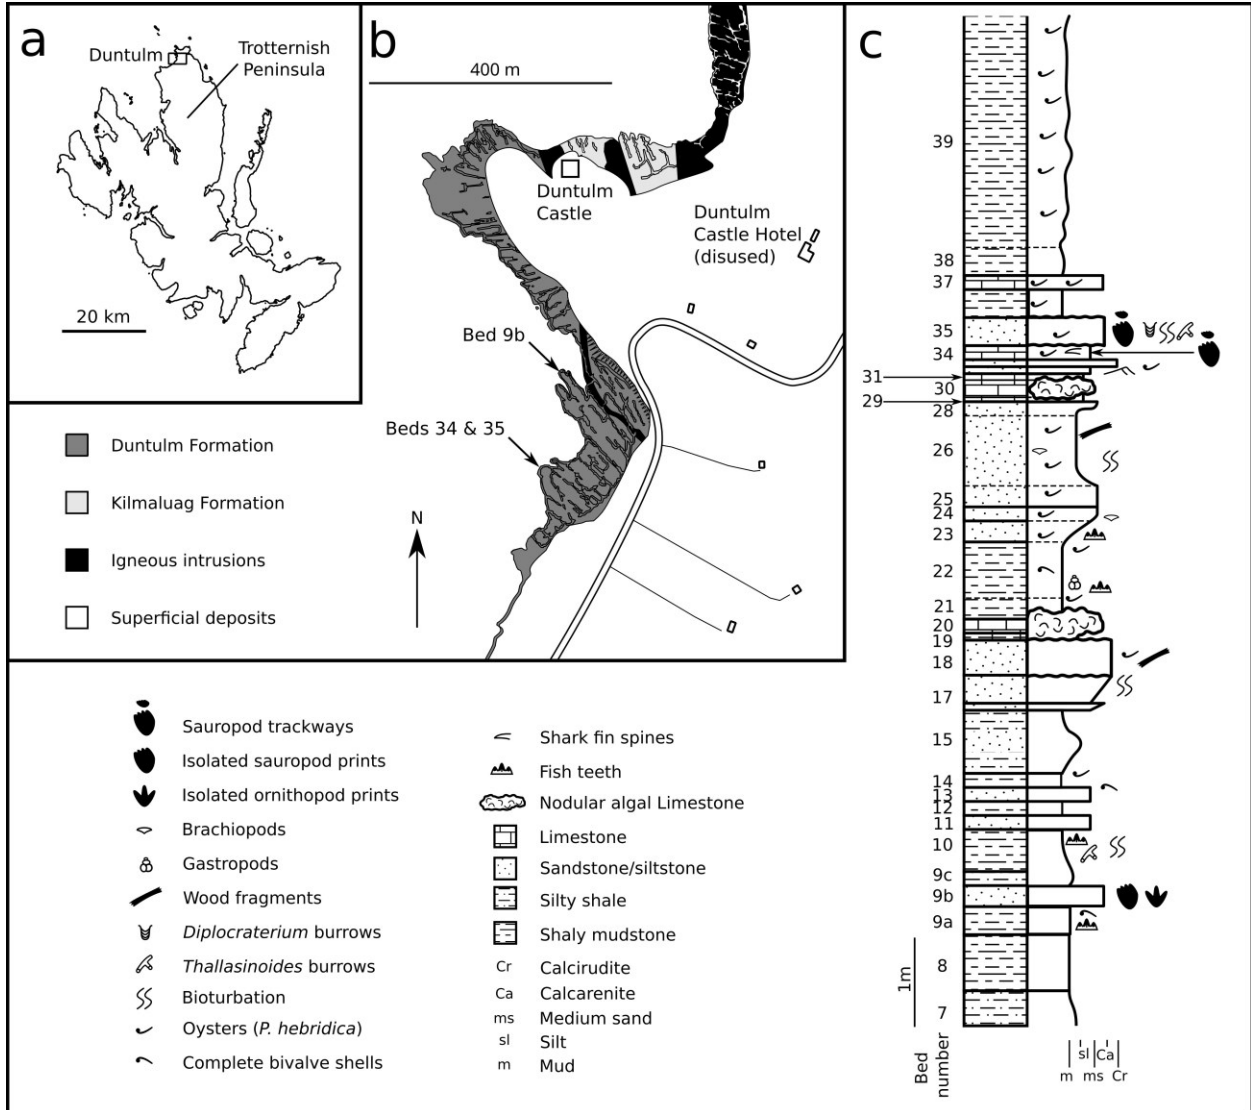 a
Duntulm
Trotternish
Peninsula
20 km
b
400 m
Duntulm
Castle
Duntulm
Castle Hotel
(disused)
Bed 9b
Beds 34 & 35
N
Duntulm Formation
Kilmaluag Formation
Igneous intrusions
Superficial deposits
Sauropod trackways
Isolated sauropod prints
Isolated ornithopod prints
Brachiopods
Gastropods
Wood fragments
Diplocraterium burrows
Thallasinoides burrows
Bioturbation
Oysters (P. hebridica)
Complete bivalve shells
Shark fin spines
Fish teeth
Nodular algal Limestone
Limestone
Sandstone/siltstone
Silty shale
Shaly mudstone
Cr Calcirudite
Ca Calcarenite
ms Medium sand
sl Silt
m Mud
c
39
38
37
35
34
31
30
29
28
26
25
24
23
22
21
20
19
18
17
15
14
13
12
11
10
9c
9b
9a
8
7
1m
Bed
number
sl Ca
m ms Cr